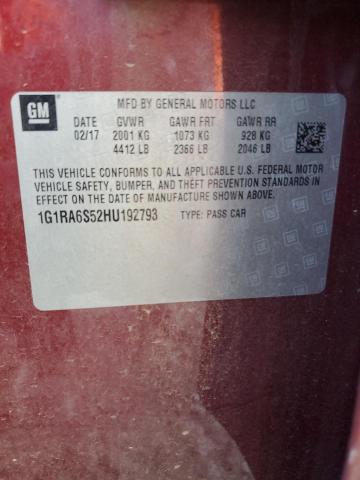 GM
MFD BY GENERAL MOTORS LLC
DATE GVWR GAWR FRT GAWR RR
02/17 2001 KG 1073 KG 928 KG
4412 LB 2366 LB 2046 LB
THIS VEHICLE CONFORMS TO ALL APPLICABLE U.S. FEDERAL MOTOR
VEHICLE SAFETY, BUMPER, AND THEFT PREVENTION STANDARDS IN
EFFECT ON THE DATE OF MANUFACTURE SHOWN ABOVE.
1G1RA6S52HU192793 TYPE: PASS CAR